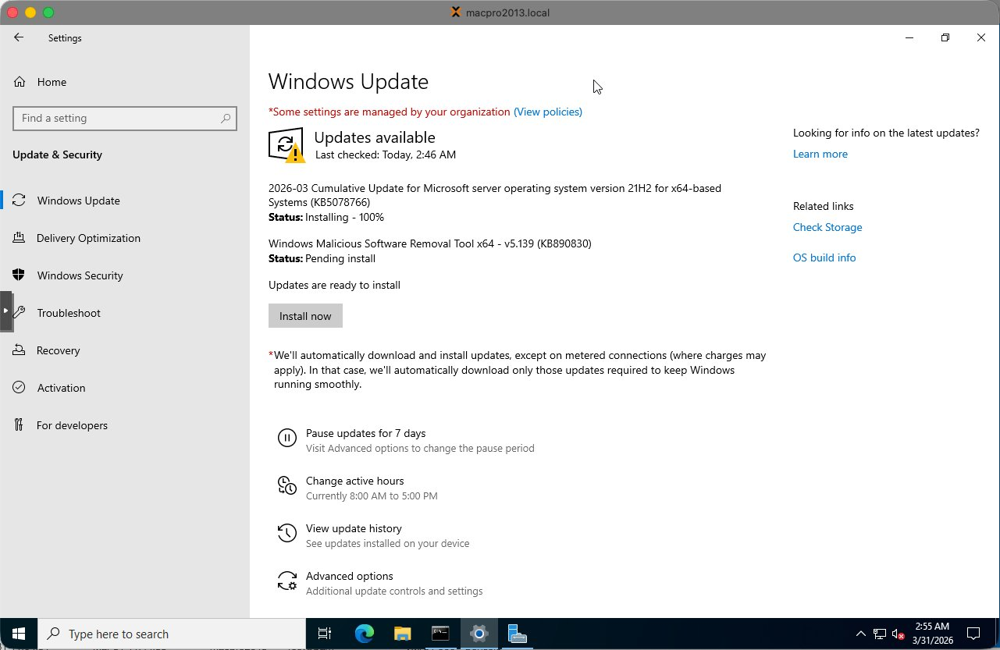 macpro2013.local
Settings
Home
Find a setting
Update & Security
Windows Update
Delivery Optimization
Windows Security
Troubleshoot
Recovery
Activation
For developers
Windows Update
*Some settings are managed by your organization (View policies)
Updates available
Last checked: Today, 2:46 AM
2026-03 Cumulative Update for Microsoft server operating system version 21H2 for x64-based
Systems (KB5078766)
Status: Installing - 100%
Windows Malicious Software Removal Tool x64 - v5.139 (KB890830)
Status: Pending install
Updates are ready to install
Install now
*We'll automatically download and install updates, except on metered connections (where charges may
apply). In that case, we'll automatically download only those updates required to keep Windows
running smoothly.
Pause updates for 7 days
Visit Advanced options to change the pause period
Change active hours
Currently 8:00 AM to 5:00 PM
View update history
See updates installed on your device
Advanced options
Additional update controls and settings
Looking for info on the latest updates?
Learn more
Related links
Check Storage
OS build info
Type here to search
2:55 AM
3/31/2026